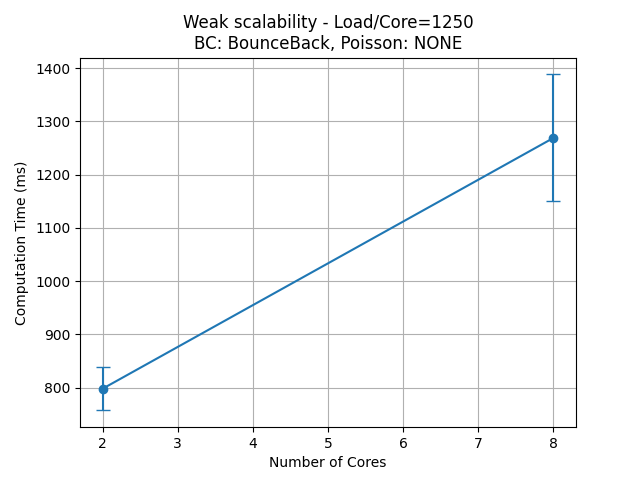 Weak scalability - Load/Core=1250
BC: BounceBack, Poisson: NONE
1400
1300
1200
1100
1000
900
800
Computation Time (ms)
2 3 4 5 6 7 8
Number of Cores